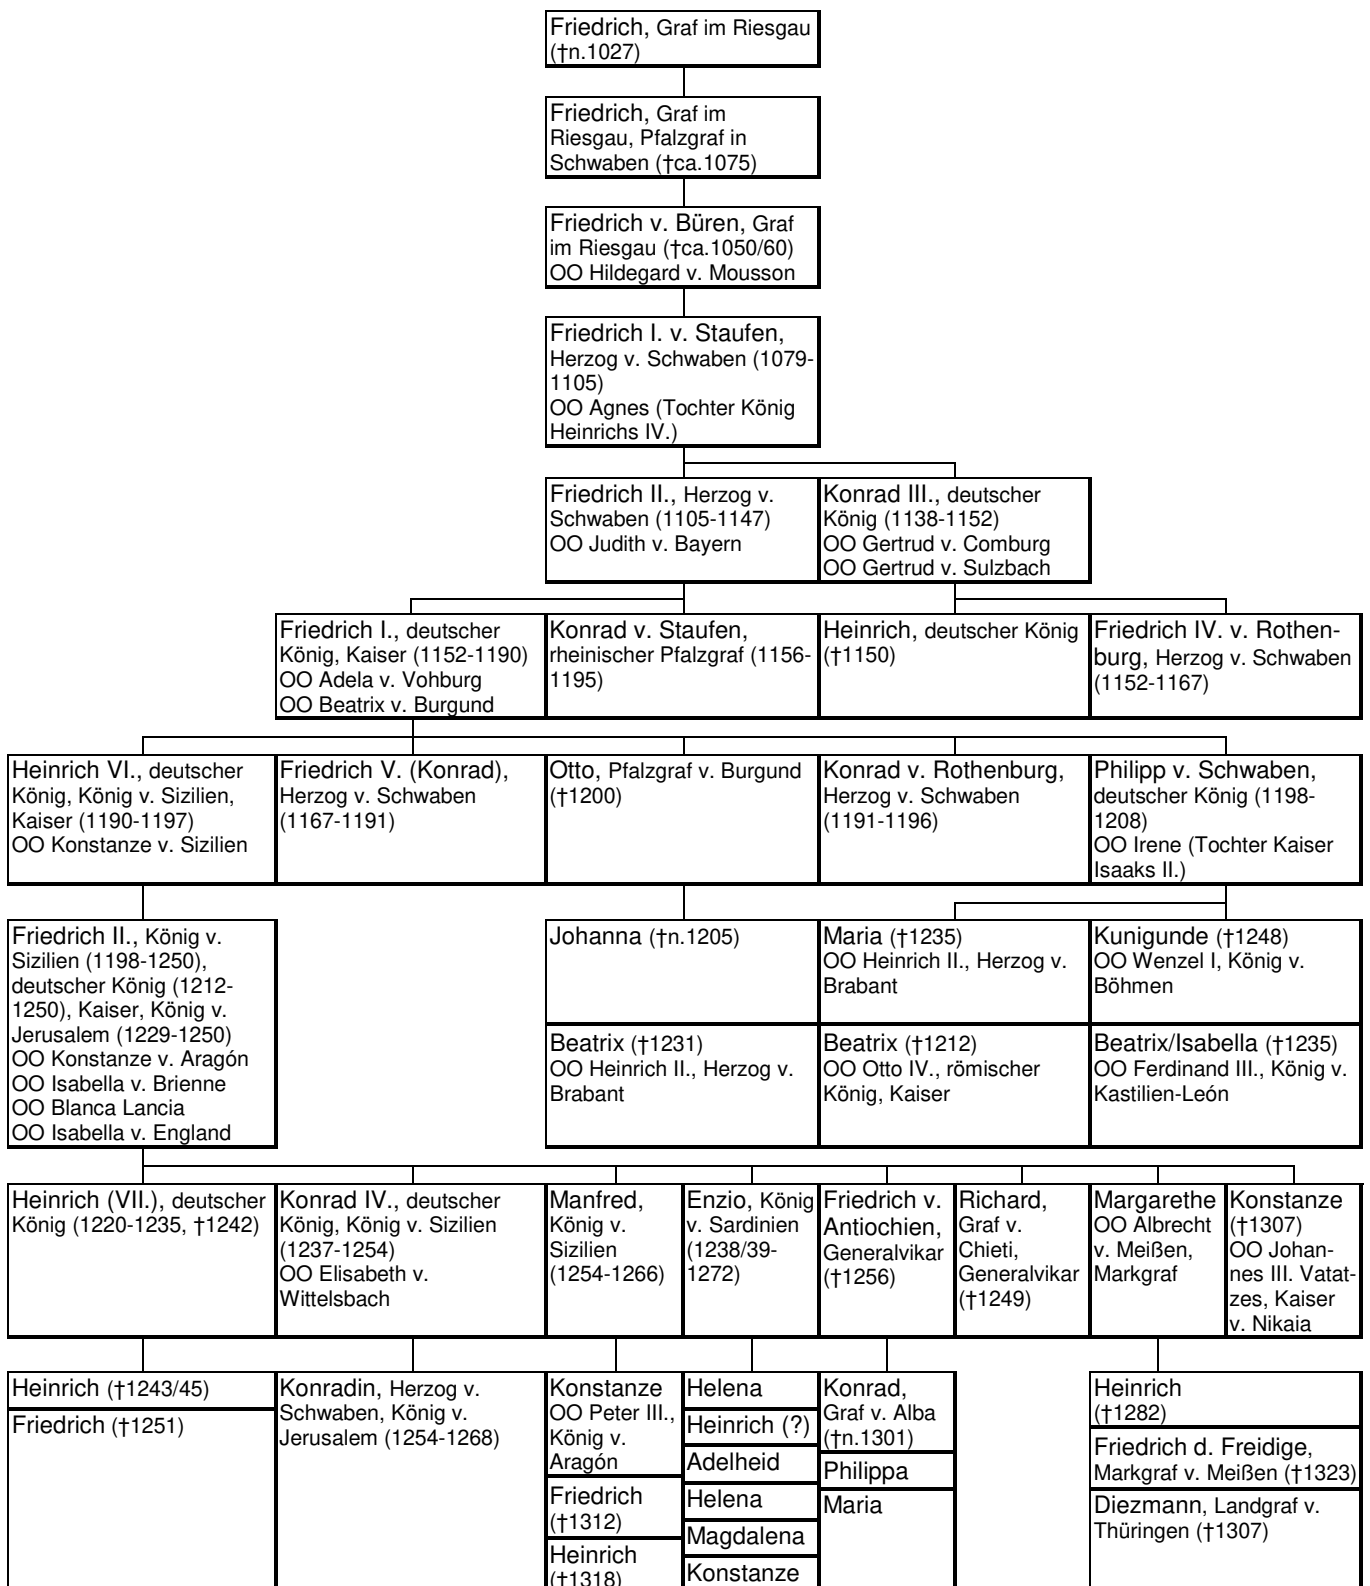 Friedrich, Graf im Riesgau
(†n.1027)
Friedrich, Graf im
Riesgau, Pfalzgraf in
Schwaben (†ca.1075)
Friedrich v. Büren, Graf
im Riesgau (†ca.1050/60)
OO Hildegard v. Mousson
Friedrich I. v. Staufen,
Herzog v. Schwaben (1079-
1105)
OO Agnes (Tochter König
Heinrichs IV.)
Friedrich II., Herzog v.
Schwaben (1105-1147)
OO Judith v. Bayern
Konrad III., deutscher
König (1138-1152)
OO Gertrud v. Comburg
OO Gertrud v. Sulzbach
Friedrich I., deutscher
König, Kaiser (1152-1190)
OO Adela v. Vohburg
OO Beatrix v. Burgund
Konrad v. Staufen,
rheinischer Pfalzgraf (1156-
1195)
Heinrich, deutscher König
(†1150)
Friedrich IV. v. Rothen-
burg, Herzog v. Schwaben
(1152-1167)
Heinrich VI., deutscher
König, König v. Sizilien,
Kaiser (1190-1197)
OO Konstanze v. Sizilien
Friedrich V. (Konrad),
Herzog v. Schwaben
(1167-1191)
Otto, Pfalzgraf v. Burgund
(†1200)
Konrad v. Rothenburg,
Herzog v. Schwaben
(1191-1196)
Philipp v. Schwaben,
deutscher König (1198-
1208)
OO Irene (Tochter Kaiser
Isaaks II.)
Friedrich II., König v.
Sizilien (1198-1250),
deutscher König (1212-
1250), Kaiser, König v.
Jerusalem (1229-1250)
OO Konstanze v. Aragón
OO Isabella v. Brienne
OO Blanca Lancia
OO Isabella v. England
Johanna (†n.1205)
Maria (†1235)
OO Heinrich II., Herzog v.
Brabant
Kunigunde (†1248)
OO Wenzel I, König v.
Böhmen
Beatrix (†1231)
OO Heinrich II., Herzog v.
Brabant
Beatrix (†1212)
OO Otto IV., römischer
König, Kaiser
Beatrix/Isabella (†1235)
OO Ferdinand III., König v.
Kastilien-León
Heinrich (VII.), deutscher
König (1220-1235, †1242)
Konrad IV., deutscher
König, König v. Sizilien
(1237-1254)
OO Elisabeth v.
Wittelsbach
Manfred,
König v.
Sizilien
(1254-1266)
Enzio, König
v. Sardinien
(1238/39-
1272)
Friedrich v.
Antiochien,
Generalvikar
(†1256)
Richard,
Graf v.
Chieti,
Generalvikar
(†1249)
Margarethe
OO Albrecht
v. Meißen,
Markgraf
Konstanze
(†1307)
OO Johan-
nes III. Vatat-
zes, Kaiser
v. Nikaia
Heinrich (†1243/45)
Friedrich (†1251)
Konradin, Herzog v.
Schwaben, König v.
Jerusalem (1254-1268)
Konstanze
OO Peter III.,
König v.
Aragón
Friedrich
(†1312)
Heinrich
(†1318)
Helena
Heinrich (?)
Adelheid
Helena
Magdalena
Konstanze
Konrad,
Graf v. Alba
(†n.1301)
Philippa
Maria
Heinrich
(†1282)
Friedrich d. Freidige,
Markgraf v. Meißen (†1323)
Diezmann, Landgraf v.
Thüringen (†1307)